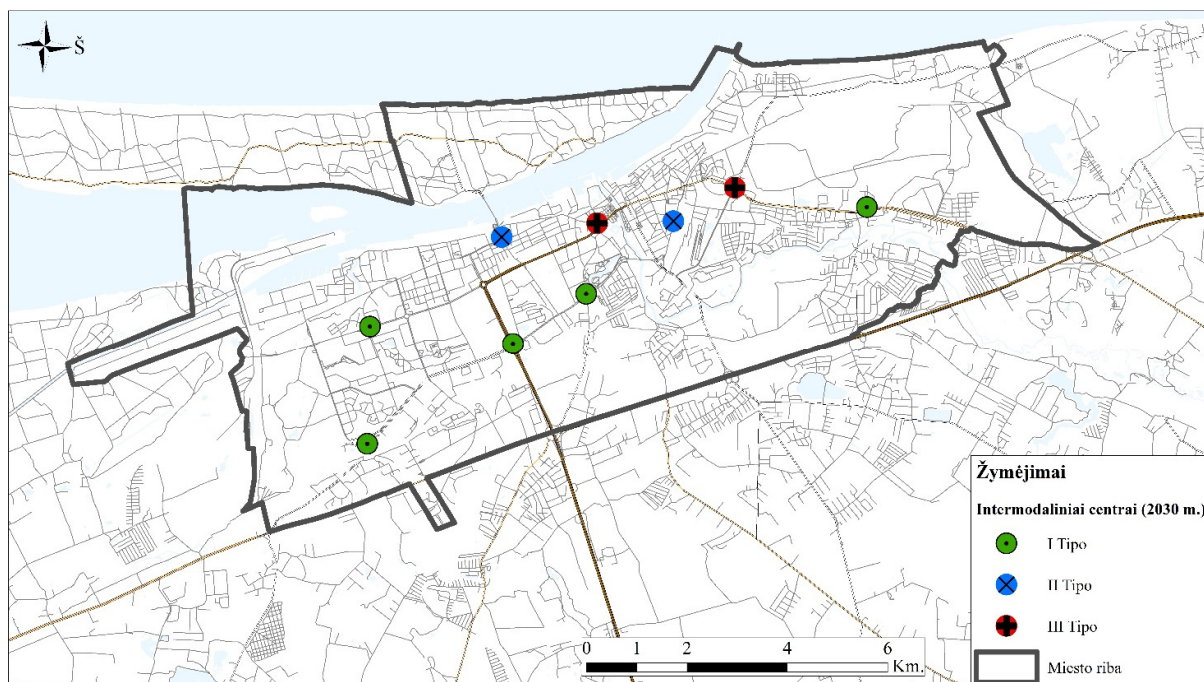 Š
Žymėjimai
Intermodaliniai centrai (2030 m.)
I Tipo
II Tipo
III Tipo
Miesto riba
0 1 2 4 6
Km.